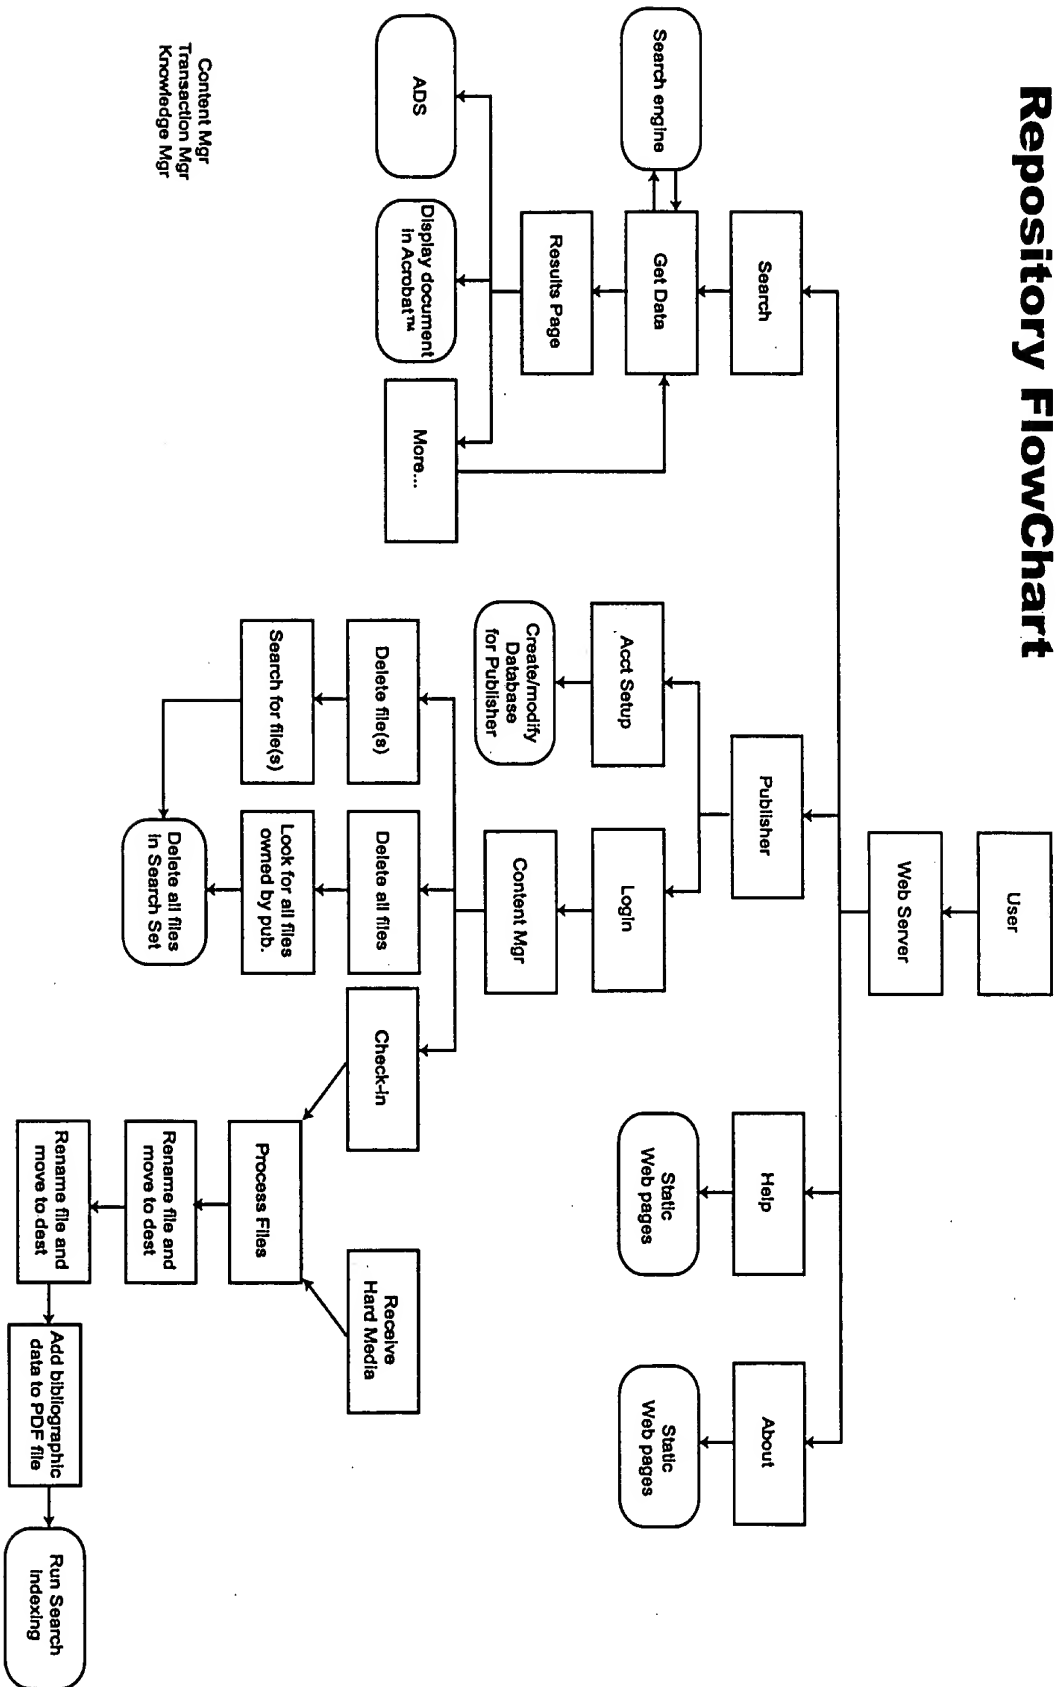 Repository FlowChart
User
Web Server
Search
Publisher
Help
About
Search engine
Get Data
Acct Setup
Login
Static
Web pages
Static
Web pages
Results Page
Create/modify
Database
for Publisher
Content Mgr
ADS
Display document
in Acrobat™
More...
Delete file(s)
Delete all files
Check-in
Receive
Hard Media
Search for file(s)
Look for all files
owned by pub.
Process Files
Delete all files
in Search Set
Rename file and
move to dest
Rename file and
move to dest
Add bibliographic
data to PDF file
Run Search
indexing
Content Mgr
Transaction Mgr
Knowledge Mgr